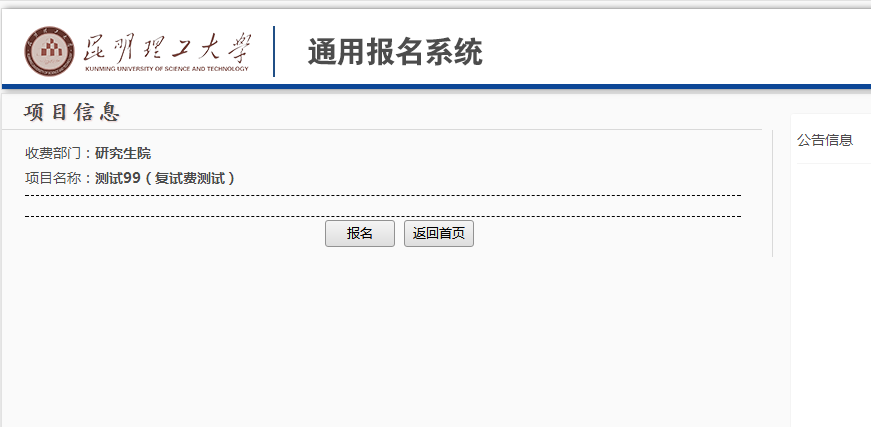 昆明理工大学
KUNMING UNIVERSITY OF SCIENCE AND TECHNOLOGY
通用报名系统
项目信息
收费部门：研究生院
项目名称：测试99（复试费测试）
报名 返回首页
公告信息